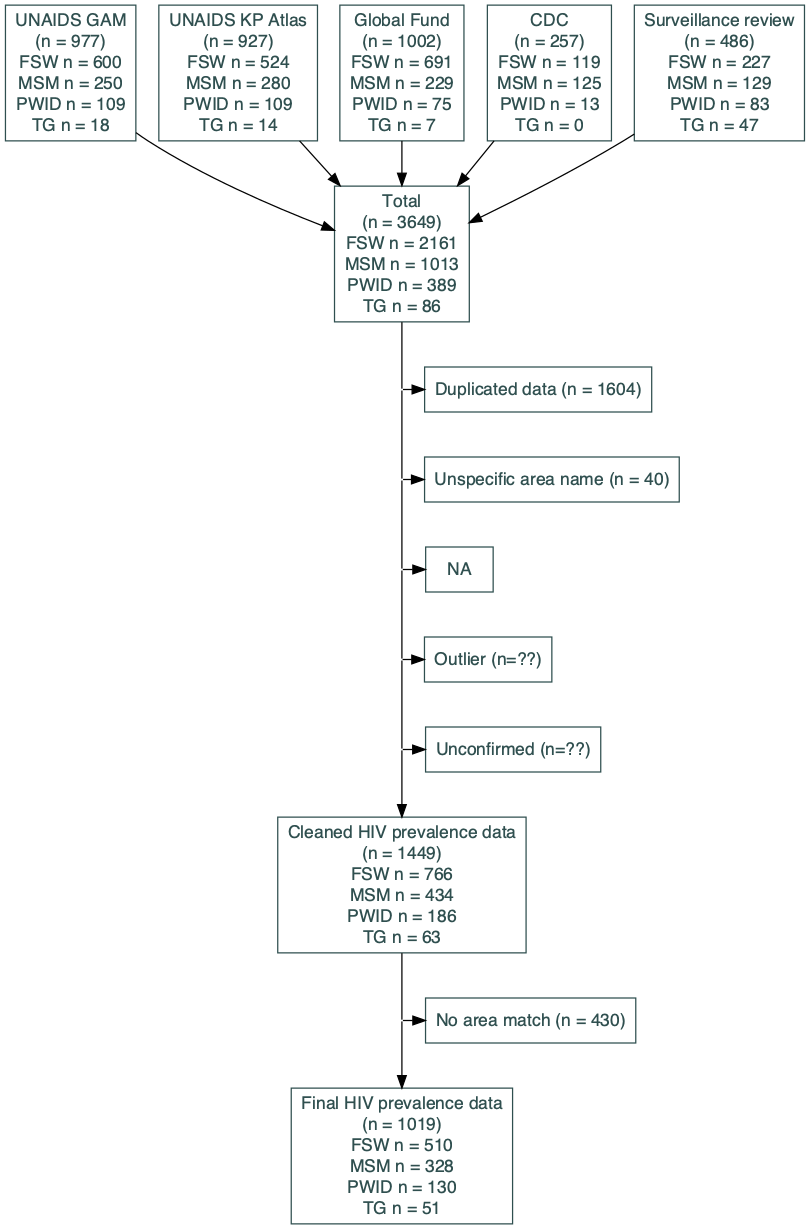 UNAIDS GAM
(n = 977)
FSW n = 600
MSM n = 250
PWID n = 109
TG n = 18
UNAIDS KP Atlas
(n = 927)
FSW n = 524
MSM n = 280
PWID n = 109
TG n = 14
Global Fund
(n = 1002)
FSW n = 691
MSM n = 229
PWID n = 75
TG n = 7
CDC
(n = 257)
FSW n = 119
MSM n = 125
PWID n = 13
TG n = 0
Surveillance review
(n = 486)
FSW n = 227
MSM n = 129
PWID n = 83
TG n = 47
Total
(n = 3649)
FSW n = 2161
MSM n = 1013
PWID n = 389
TG n = 86
Duplicated data (n = 1604)
Unspecific area name (n = 40)
NA
Outlier (n=??)
Unconfirmed (n=??)
Cleaned HIV prevalence data
(n = 1449)
FSW n = 766
MSM n = 434
PWID n = 186
TG n = 63
No area match (n = 430)
Final HIV prevalence data
(n = 1019)
FSW n = 510
MSM n = 328
PWID n = 130
TG n = 51